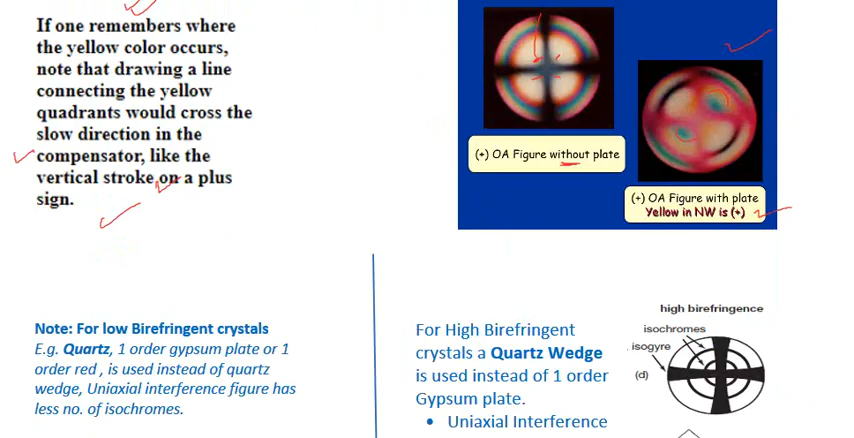 If one remembers where
the yellow color occurs,
note that drawing a line
connecting the yellow
quadrants would cross the
slow direction in the
compensator, like the
vertical stroke on a plus
sign.
(+) OA Figure without plate
(+) OA Figure with plate
Yellow in NW is (+)
Note: For low Birefringent crystals
E.g. Quartz, 1 order gypsum plate or 1
order red , is used instead of quartz
wedge, Uniaxial interference figure has
less no. of isochromes.
For High Birefringent
crystals a Quartz Wedge
is used instead of 1 order
Gypsum plate.
• Uniaxial Interference
high birefringence
isochromes
isogyre
(d)